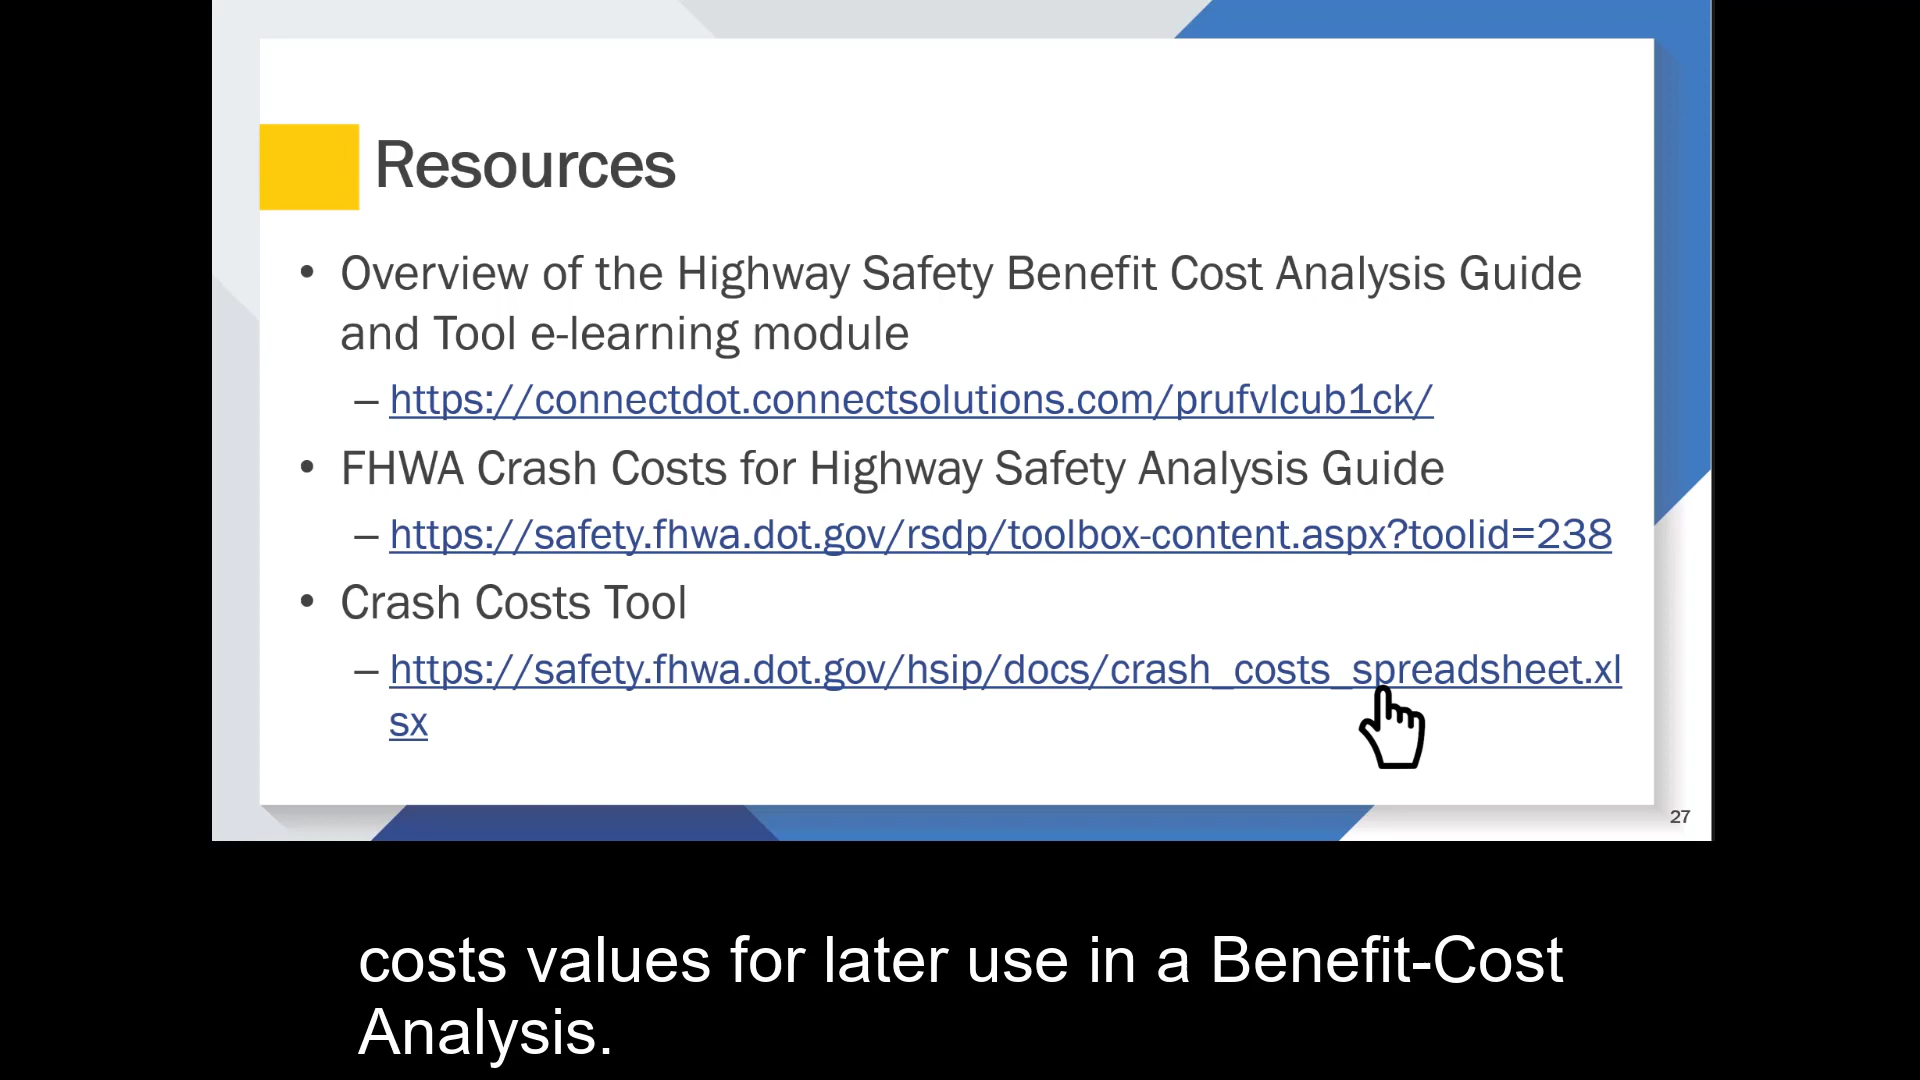 Resources
• Overview of the Highway Safety Benefit Cost Analysis Guide
and Tool e-learning module
– https://connectdot.connectsolutions.com/prufvlcub1ck/
• FHWA Crash Costs for Highway Safety Analysis Guide
– https://safety.fhwa.dot.gov/rsdp/toolbox-content.aspx?toolid=238
• Crash Costs Tool
– https://safety.fhwa.dot.gov/hsip/docs/crash_costs_spreadsheet.xl
sx
27
costs values for later use in a Benefit-Cost
Analysis.